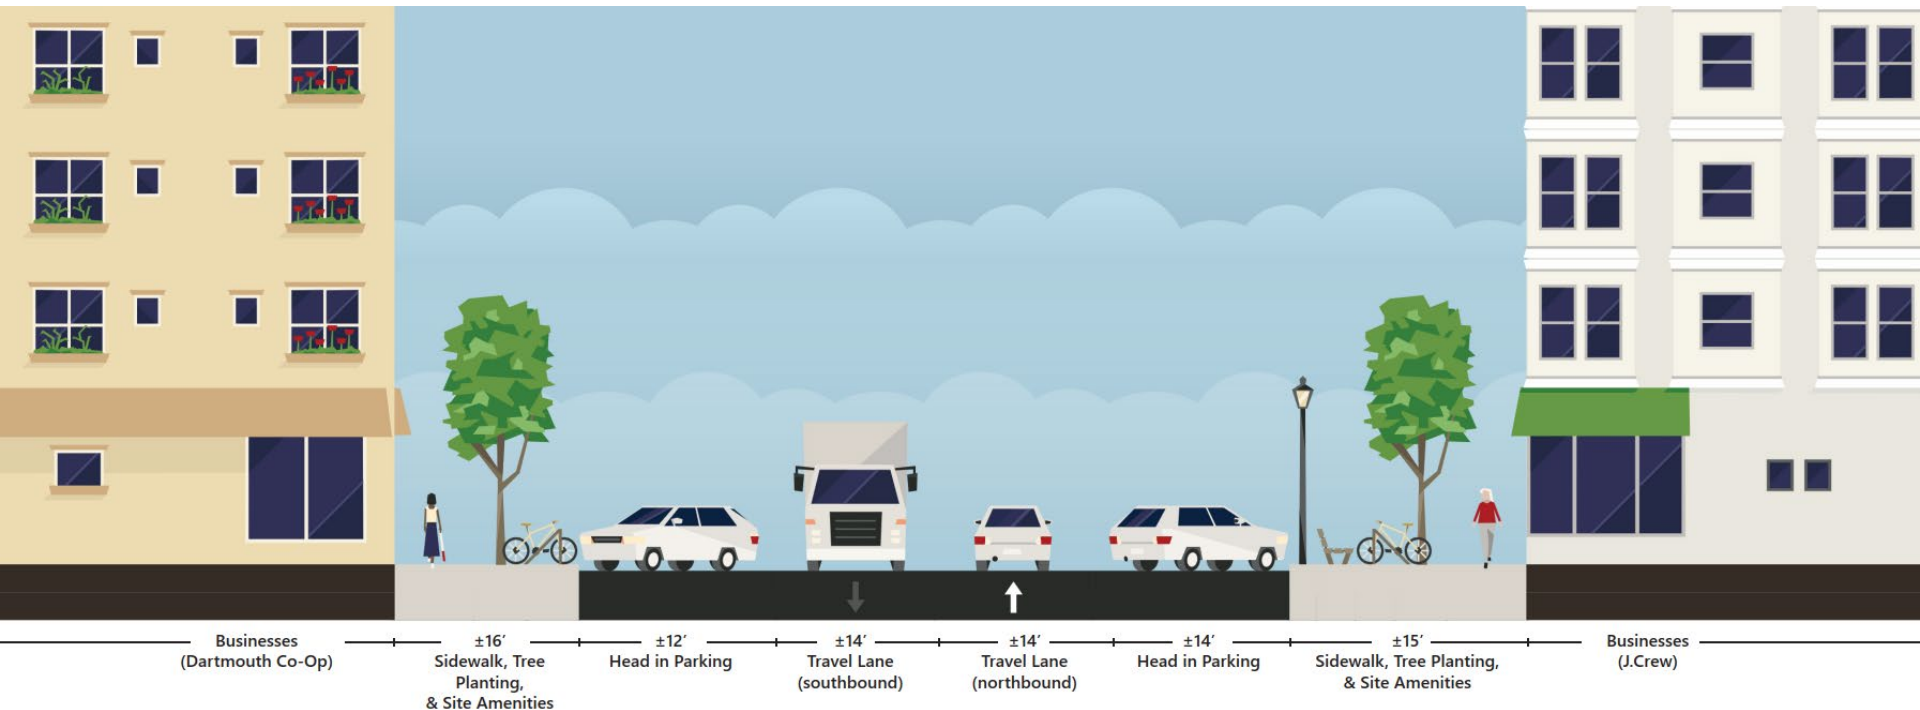 Businesses
(Dartmouth Co-Op)
±16′
Sidewalk, Tree
Planting,
& Site Amenities
±12′
Head in Parking
±14′
Travel Lane
(southbound)
±14′
Travel Lane
(northbound)
±14′
Head in Parking
±15′
Sidewalk, Tree Planting,
& Site Amenities
Businesses
(J.Crew)